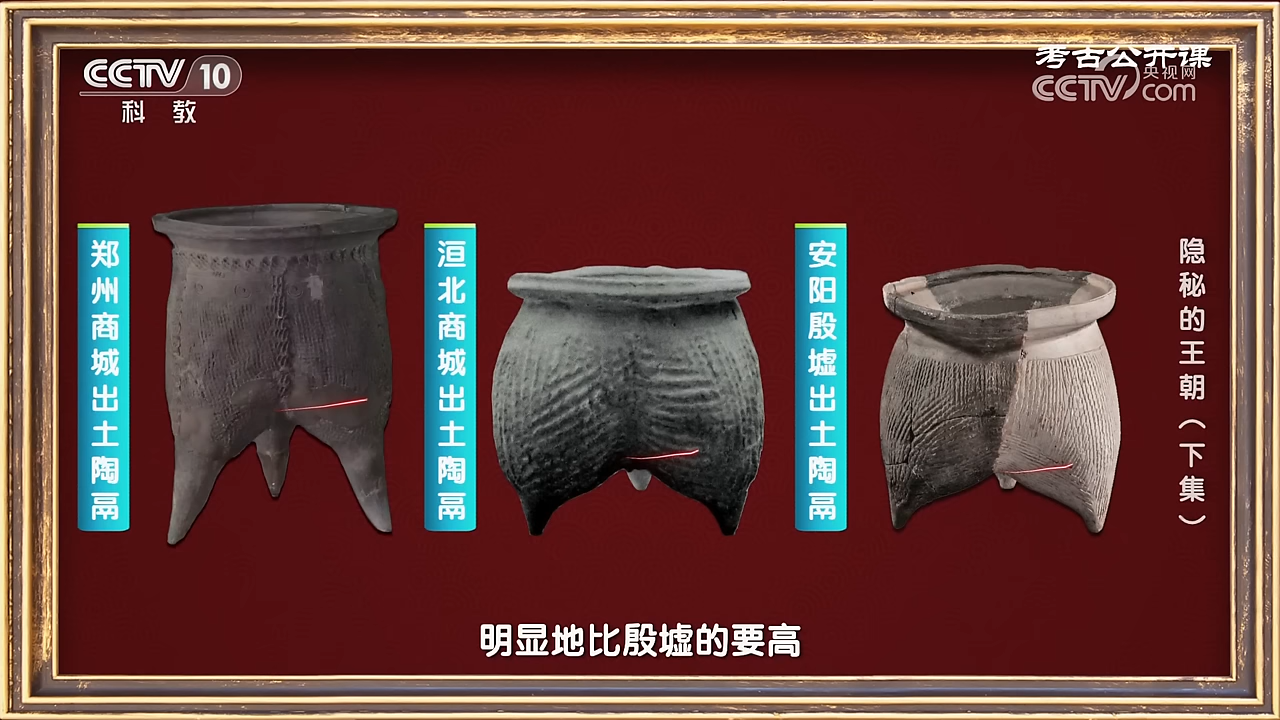 CCTV 10
科 教
考古公开课
央视网
CCTV.com
郑州商城出土陶鬲
洹北商城出土陶鬲
安阳殷墟出土陶鬲
隐秘的王朝（下集）
明显地比殷墟的要高